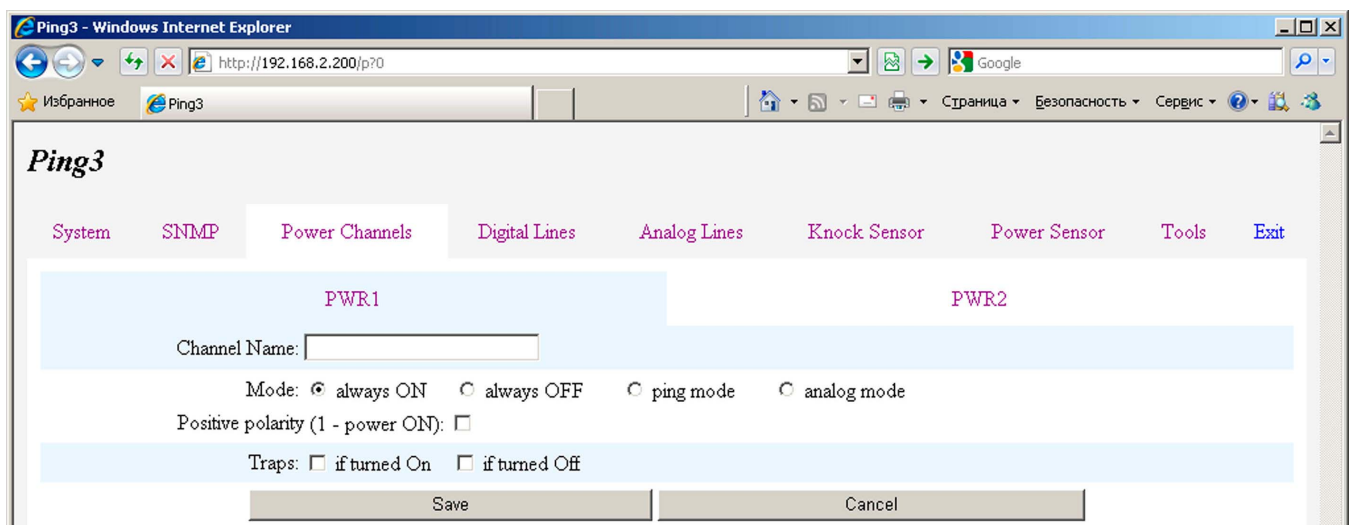 Ping3 - Windows Internet Explorer
http://192.168.2.200/p?0
Google
Избранное
Ping3
Страница
Безопасность
Сервис
Ping3
System SNMP Power Channels Digital Lines Analog Lines Knock Sensor Power Sensor Tools Exit
PWR1 PWR2
Channel Name:
Mode: always ON always OFF ping mode analog mode
Positive polarity (1 - power ON):
Traps: if turned On if turned Off
Save Cancel